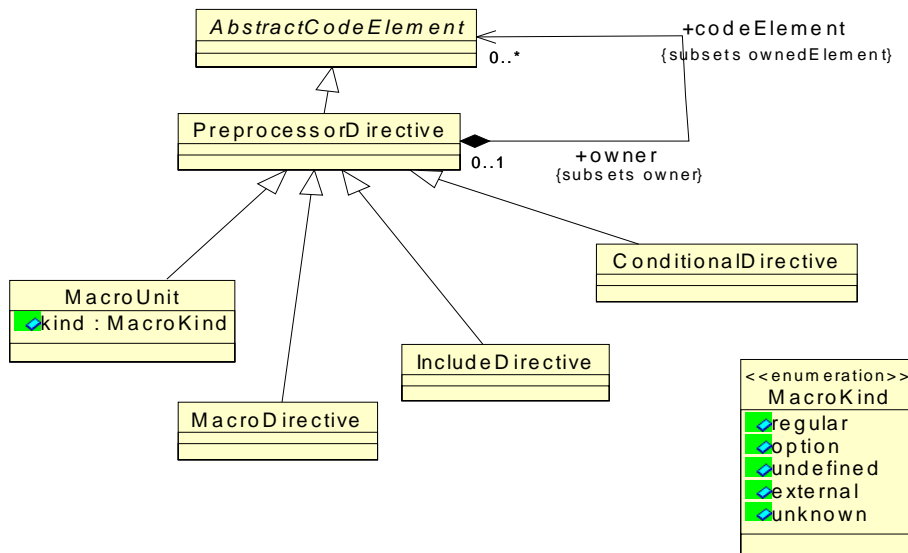 AbstractCodeElement
+codeElement
{subsets ownedElement}
0..*
PreprocessorDirective
0..1
+owner
{subsets owner}
ConditionalDirective
MacroUnit
kind : MacroKind
IncludeDirective
MacroDirective
<<enumeration>>
MacroKind
regular
option
undefined
external
unknown